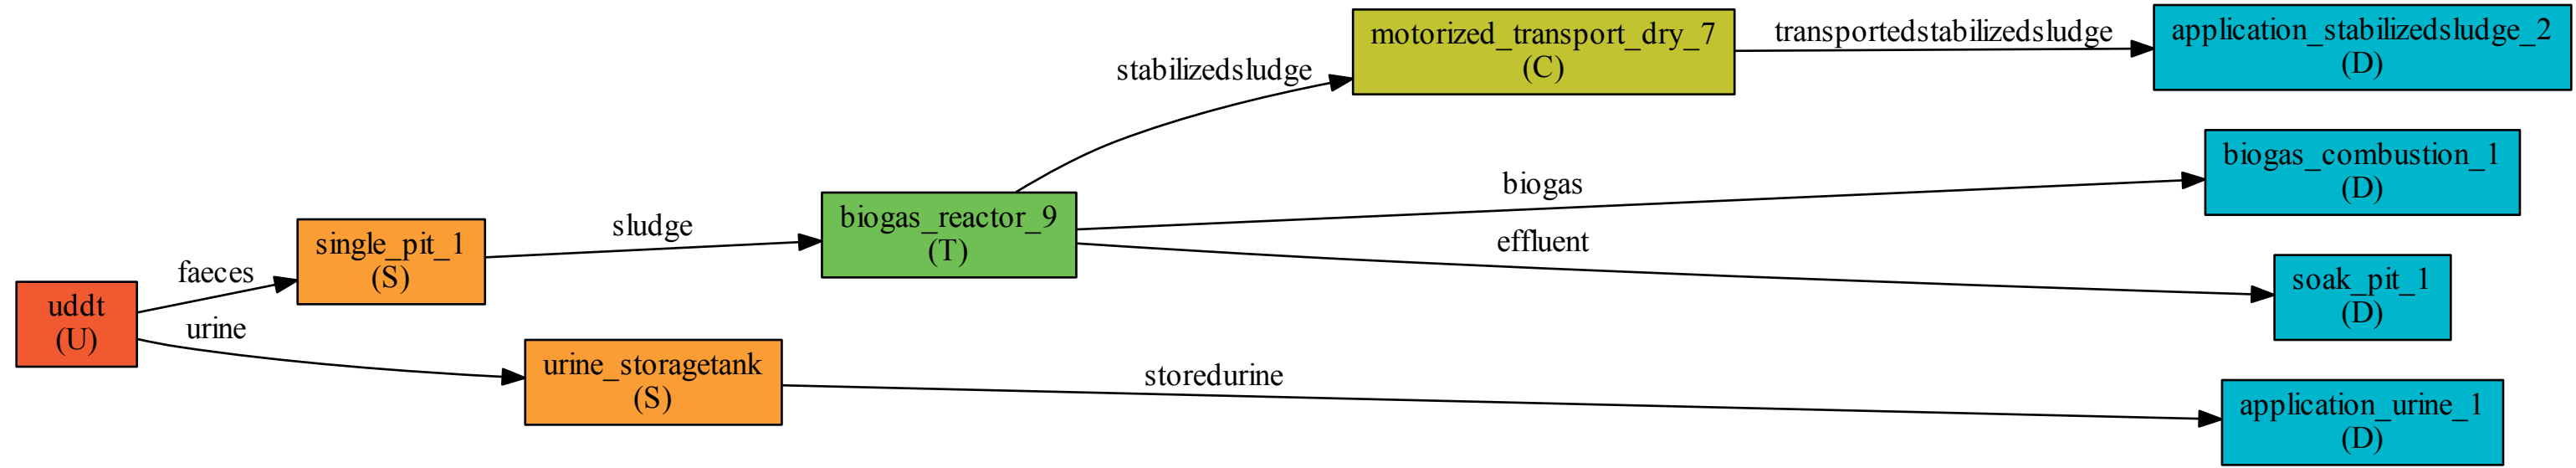 uddt
(U)
faeces
urine
single_pit_1
(S)
sludge
urine_storagetank
(S)
storedurine
biogas_reactor_9
(T)
stabilizedsludge
biogas
effluent
motorized_transport_dry_7
(C)
transportedstabilizedsludge
application_stabilizedsludge_2
(D)
biogas_combustion_1
(D)
soak_pit_1
(D)
application_urine_1
(D)